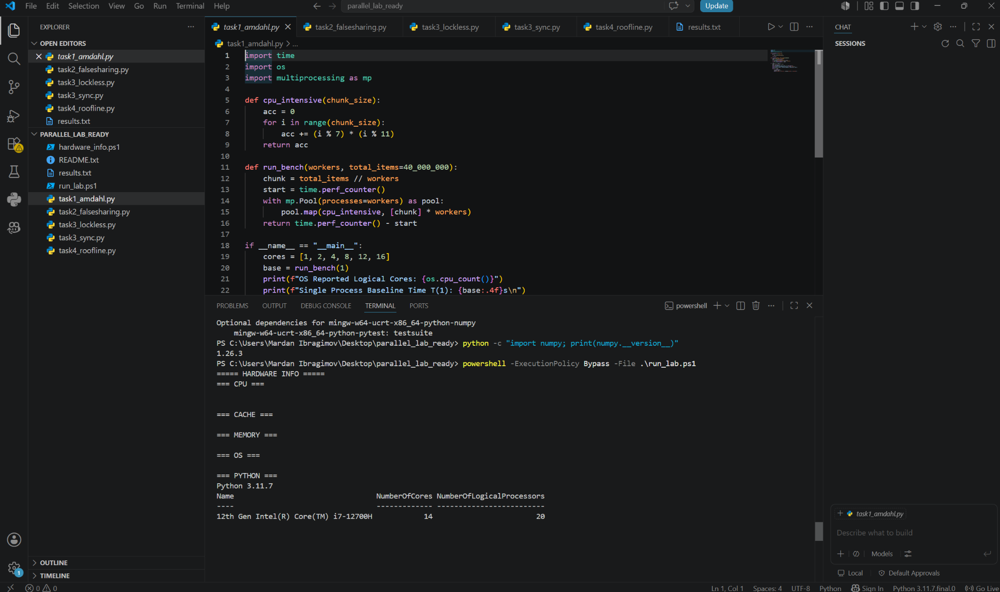 File Edit Selection View Go Run Terminal Help
parallel_lab_ready
Update
EXPLORER
OPEN EDITORS
task1_amdahl.py
task2_falsesharing.py
task3_lockless.py
task3_sync.py
task4_roofline.py
results.txt
PARALLEL_LAB_READY
hardware_info.ps1
README.txt
results.txt
run_lab.ps1
task1_amdahl.py
task2_falsesharing.py
task3_lockless.py
task3_sync.py
task4_roofline.py
OUTLINE
TIMELINE
task1_amdahl.py task2_falsesharing.py task3_lockless.py task3_sync.py task4_roofline.py results.txt
task1_amdahl.py > ...
1 import time
2 import os
3 import multiprocessing as mp
4
5 def cpu_intensive(chunk_size):
6 acc = 0
7 for i in range(chunk_size):
8 acc += (i % 7) * (i % 11)
9 return acc
10
11 def run_bench(workers, total_items=40_000_000):
12 chunk = total_items // workers
13 start = time.perf_counter()
14 with mp.Pool(processes=workers) as pool:
15 pool.map(cpu_intensive, [chunk] * workers)
16 return time.perf_counter() - start
17
18 if __name__ == "__main__":
19 cores = [1, 2, 4, 8, 12, 16]
20 base = run_bench(1)
21 print(f"OS Reported Logical Cores: {os.cpu_count()}")
22 print(f"Single Process Baseline Time T(1): {base:.4f}s\n")
PROBLEMS OUTPUT DEBUG CONSOLE TERMINAL PORTS
powershell
Optional dependencies for mingw-w64-ucrt-x86_64-python-numpy
mingw-w64-ucrt-x86_64-python-pytest: testsuite
PS C:\Users\Mardan Ibragimov\Desktop\parallel_lab_ready> python -c "import numpy; print(numpy.__version__)"
1.26.3
PS C:\Users\Mardan Ibragimov\Desktop\parallel_lab_ready> powershell -ExecutionPolicy Bypass -File .\run_lab.ps1
===== HARDWARE INFO =====
=== CPU ===
=== CACHE ===
=== MEMORY ===
=== OS ===
=== PYTHON ===
Python 3.11.7
Name NumberOfCores NumberOfLogicalProcessors
---- ------------- -------------------------
12th Gen Intel(R) Core(TM) i7-12700H 14 20
CHAT
SESSIONS
task1_amdahl.py
Describe what to build
Models
Local Default Approvals
1
0 0
Ln 1, Col 1 Spaces: 4 UTF-8 Python Sign In Python 3.11.7.final.0 Go Live